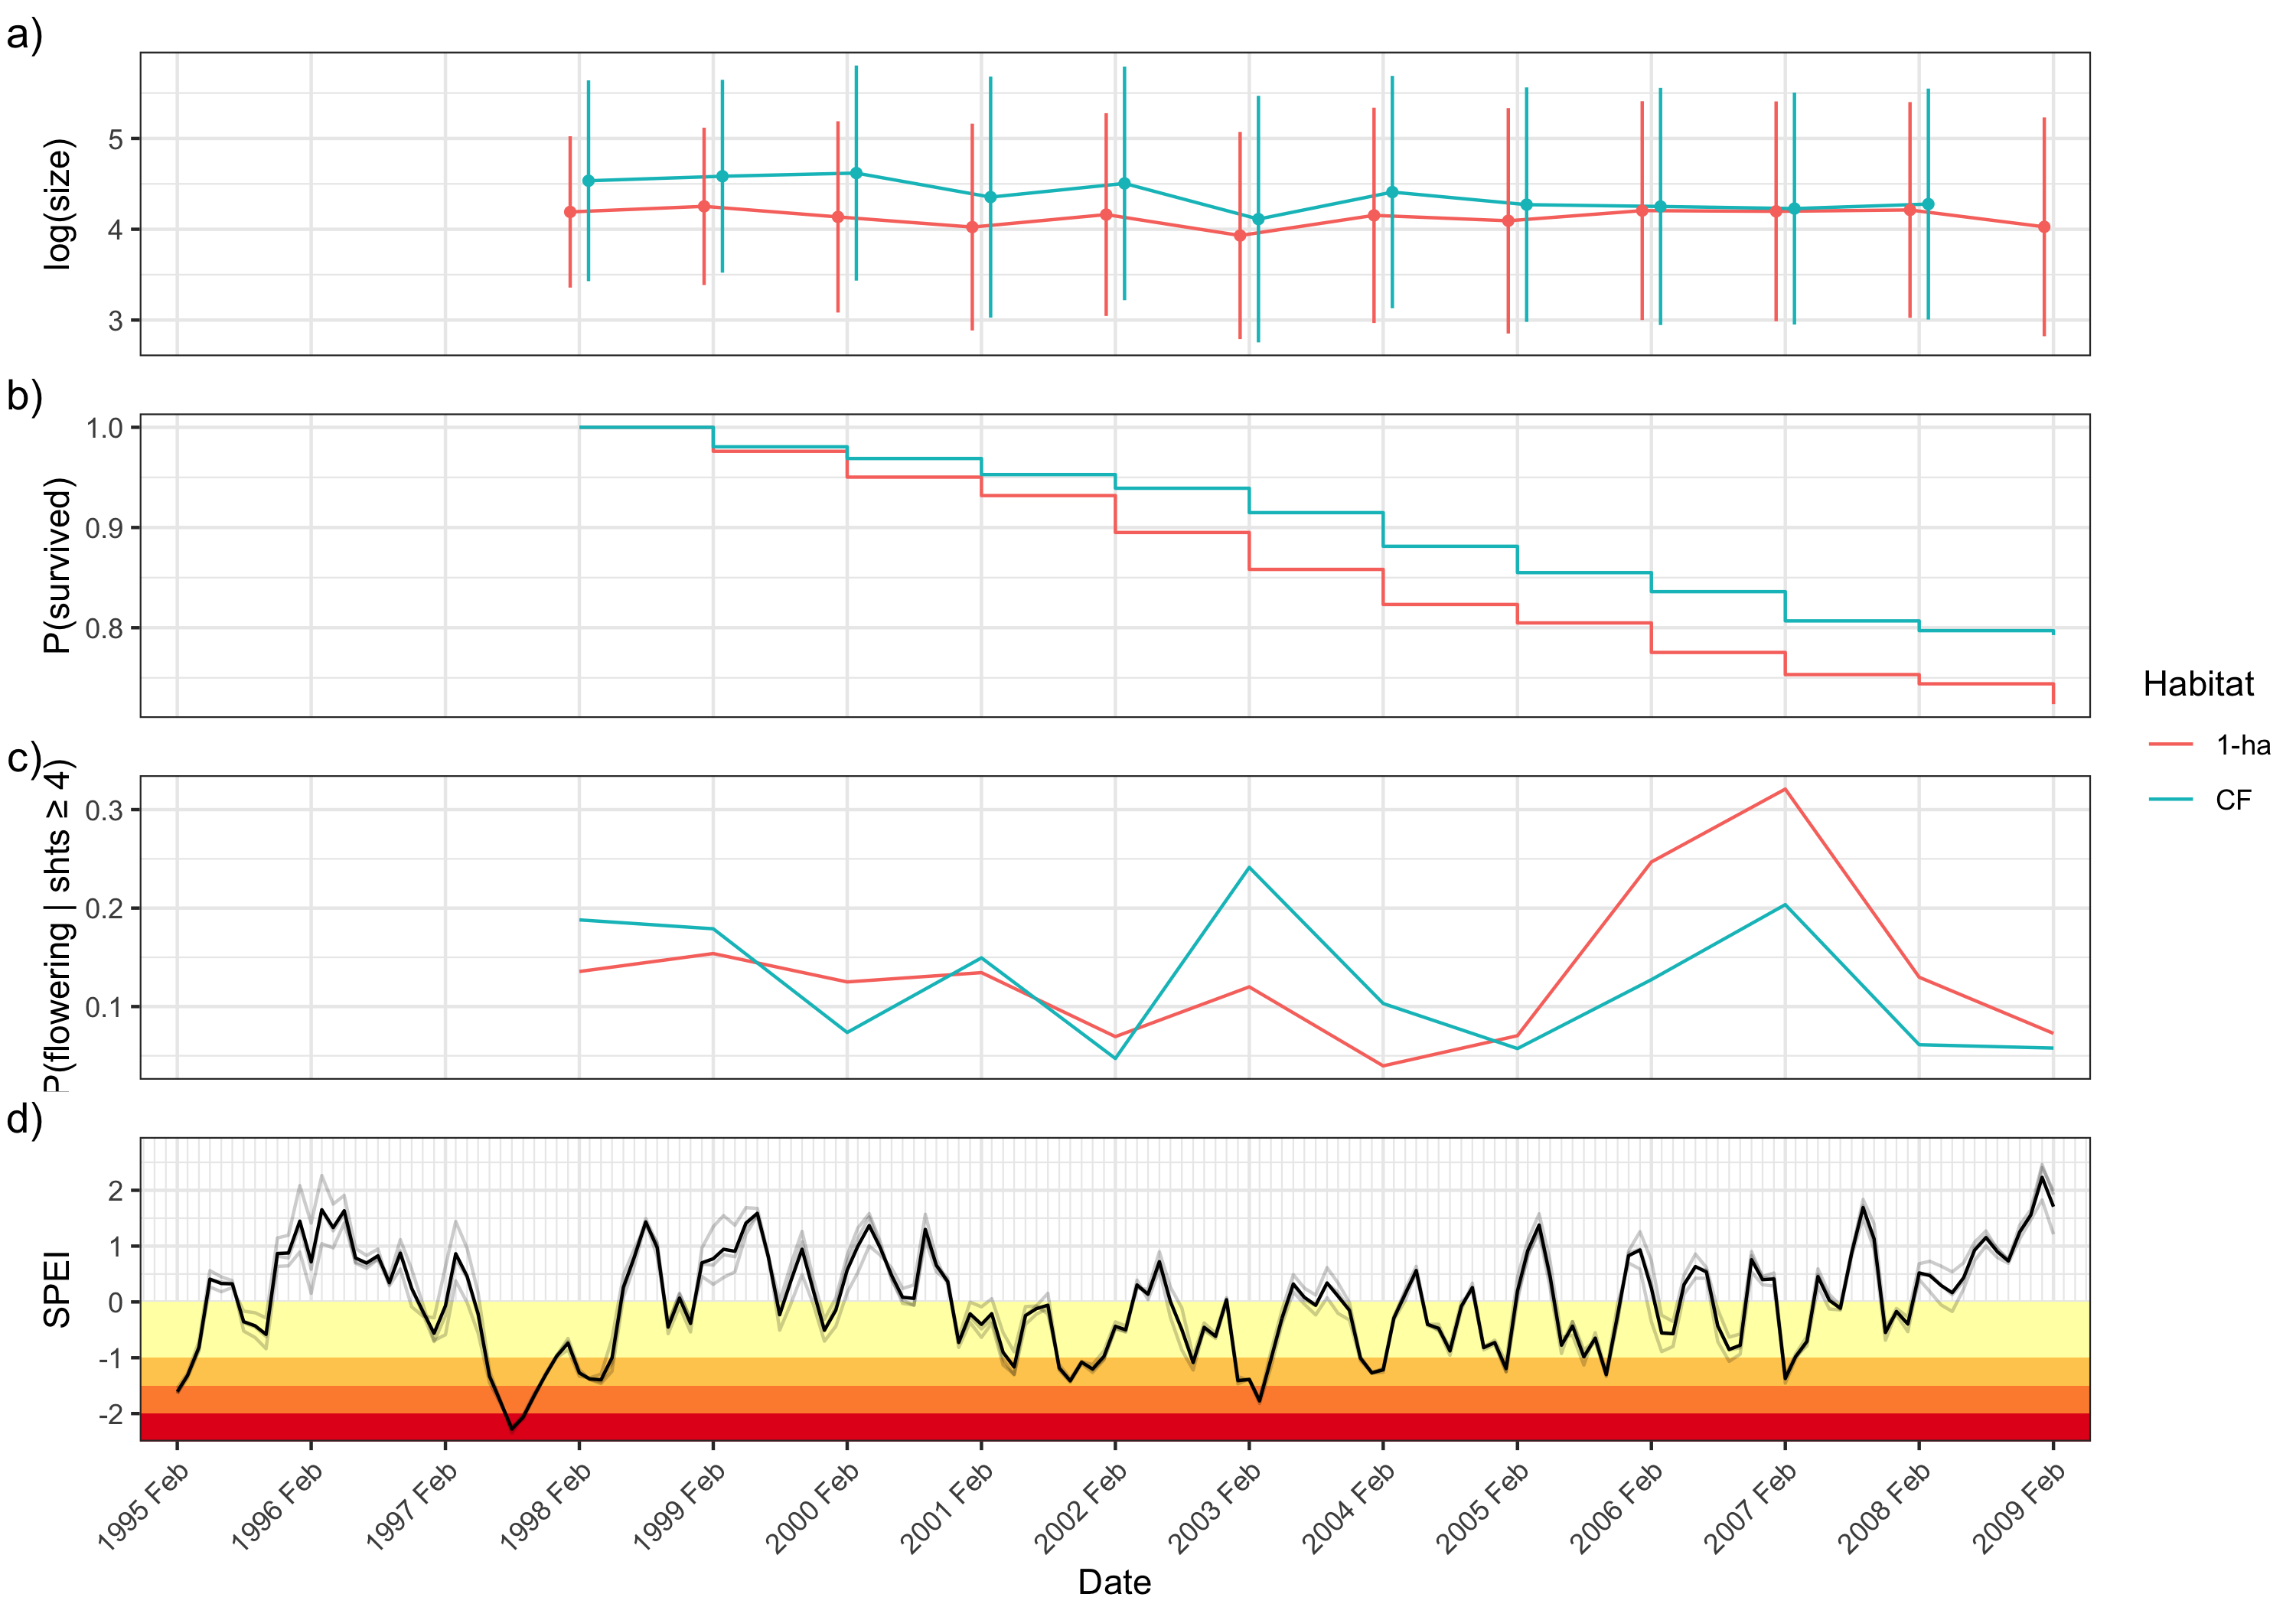 a)
log(size)
5
4
3
b)
P(survived)
1.0
0.9
0.8
c)
P(flowering | shts ≥ 4)
0.3
0.2
0.1
d)
SPEI
2
1
0
-1
-2
1995 Feb
1996 Feb
1997 Feb
1998 Feb
1999 Feb
2000 Feb
2001 Feb
2002 Feb
2003 Feb
2004 Feb
2005 Feb
2006 Feb
2007 Feb
2008 Feb
2009 Feb
Date
Habitat
1-ha
CF